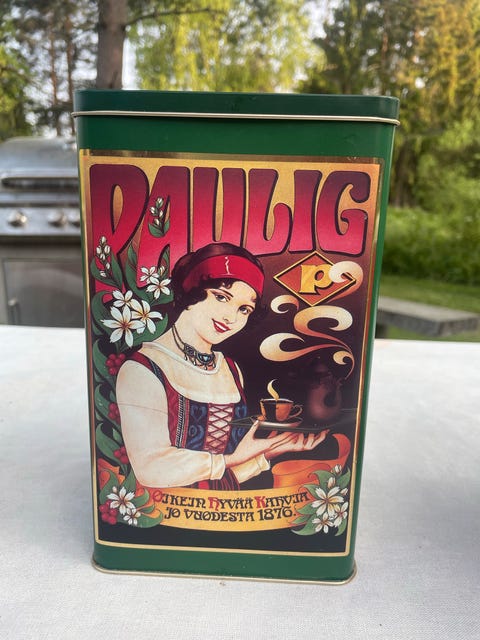 PAULIG
P
OIKEIN HYVÄÄ KAHVIA
JO VUODESTA 1876